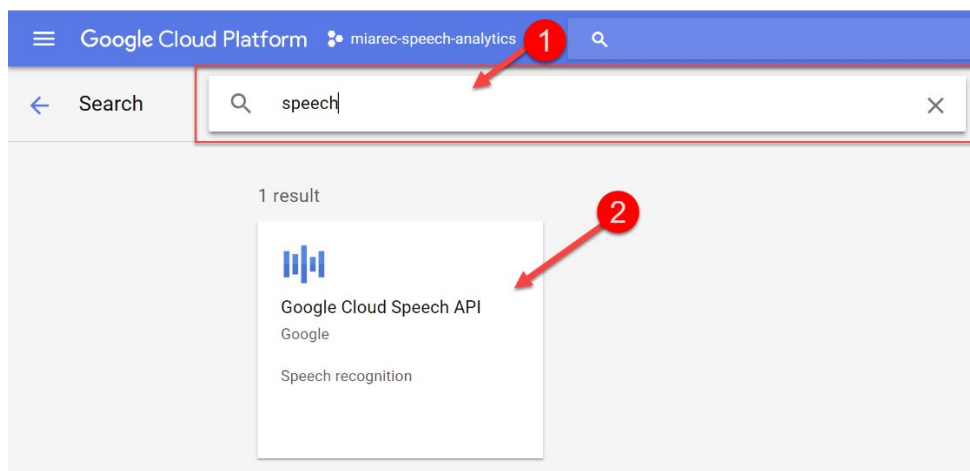 Google Cloud Platform miarec-speech-analytics 1
Search speech
1 result
2
Google Cloud Speech API
Google
Speech recognition